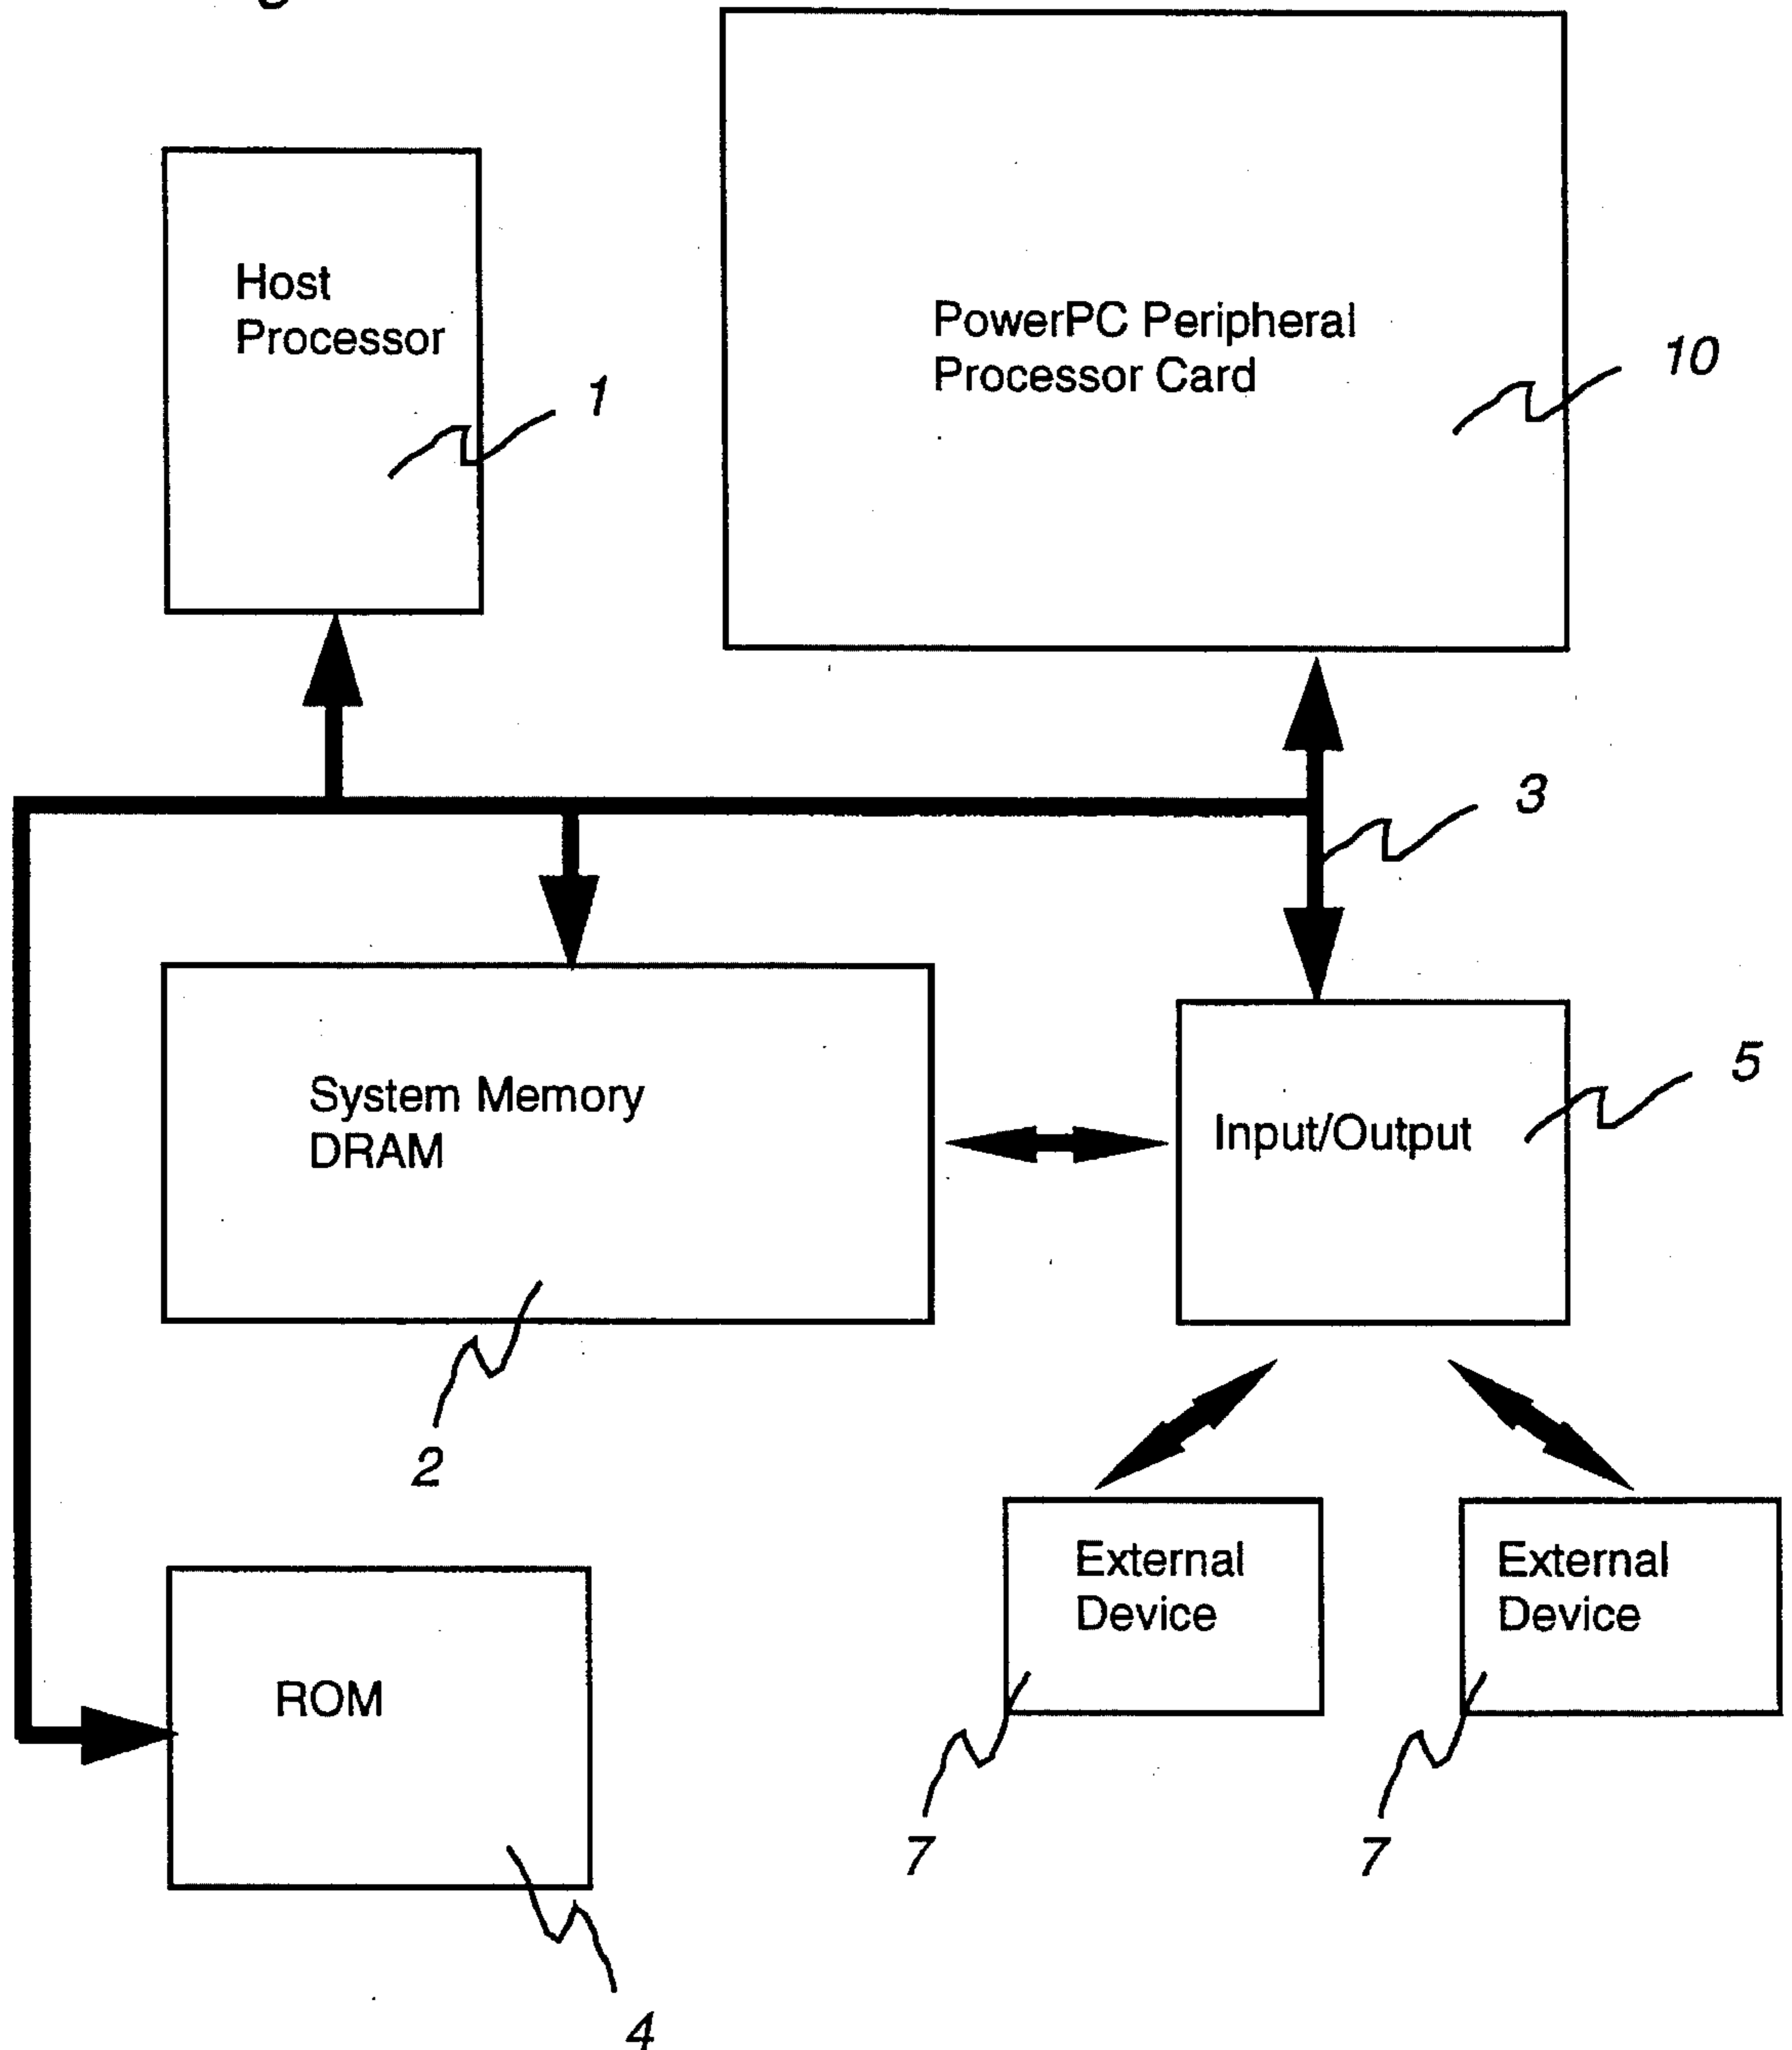 Host
Processor
1
PowerPC Peripheral
Processor Card
10
3
System Memory
DRAM
2
Input/Output
5
External
Device
7
External
Device
7
ROM
4